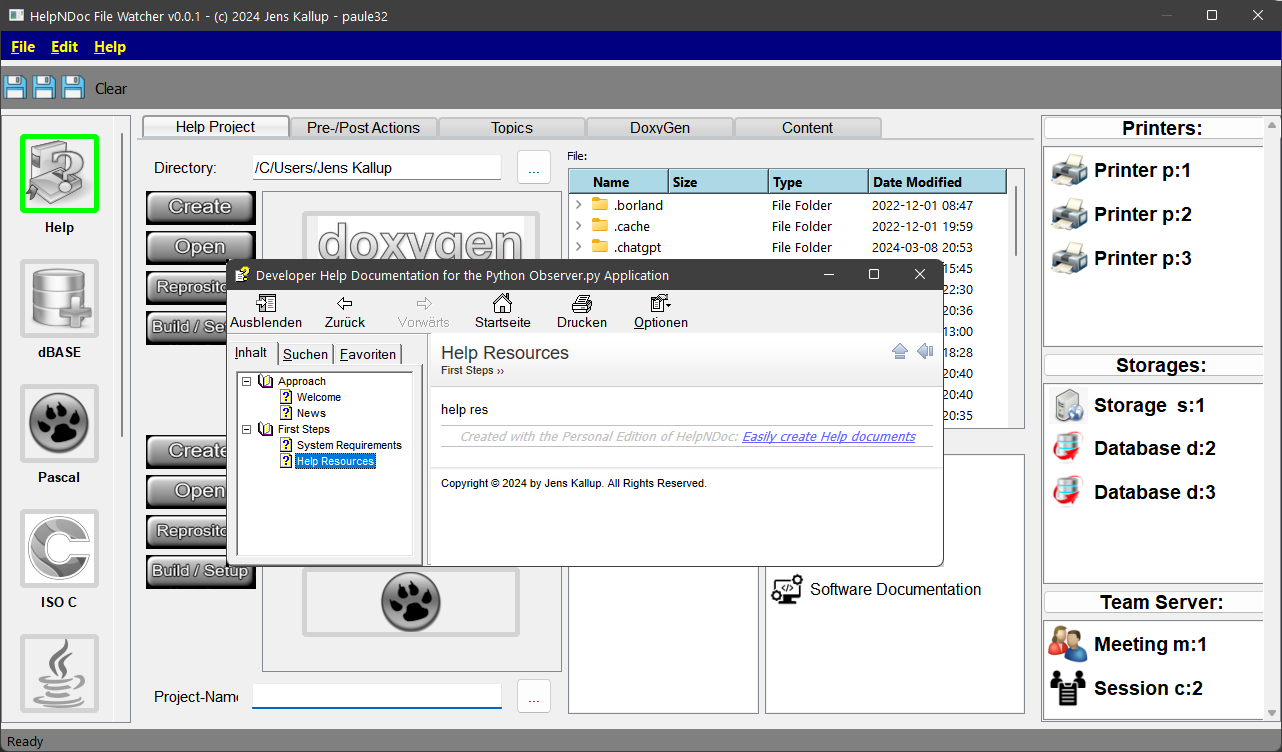 HelpNDoc File Watcher v0.0.1 - (c) 2024 Jens Kallup - paule32
File Edit Help
Clear
Help
dBASE
Pascal
ISO C
Help Project Pre-/Post Actions Topics DoxyGen Content
Directory: /C/Users/Jens Kallup ...
Create
Open
Build / Setup
doxygen
Project-Name
...
File:
Name Size Type Date Modified
.borland File Folder 2022-12-01 08:47
.cache File Folder 2022-12-01 19:59
.chatgpt File Folder 2024-03-08 20:53
15:45
22:30
20:36
13:00
18:28
20:40
20:40
20:35
Developer Help Documentation for the Python Observer.py Application
Ausblenden Zurück Vorwärts Startseite Drucken Optionen
Inhalt Suchen Favoriten
Approach
Welcome
News
First Steps
System Requirements
Help Resources
Help Resources
First Steps ››
help res
Created with the Personal Edition of HelpNDoc: Easily create Help documents
Copyright © 2024 by Jens Kallup. All Rights Reserved.
Create
Open
Build / Setup
Software Documentation
Printers:
Printer p:1
Printer p:2
Printer p:3
Storages:
Storage s:1
Database d:2
Database d:3
Team Server:
Meeting m:1
Session c:2
Ready